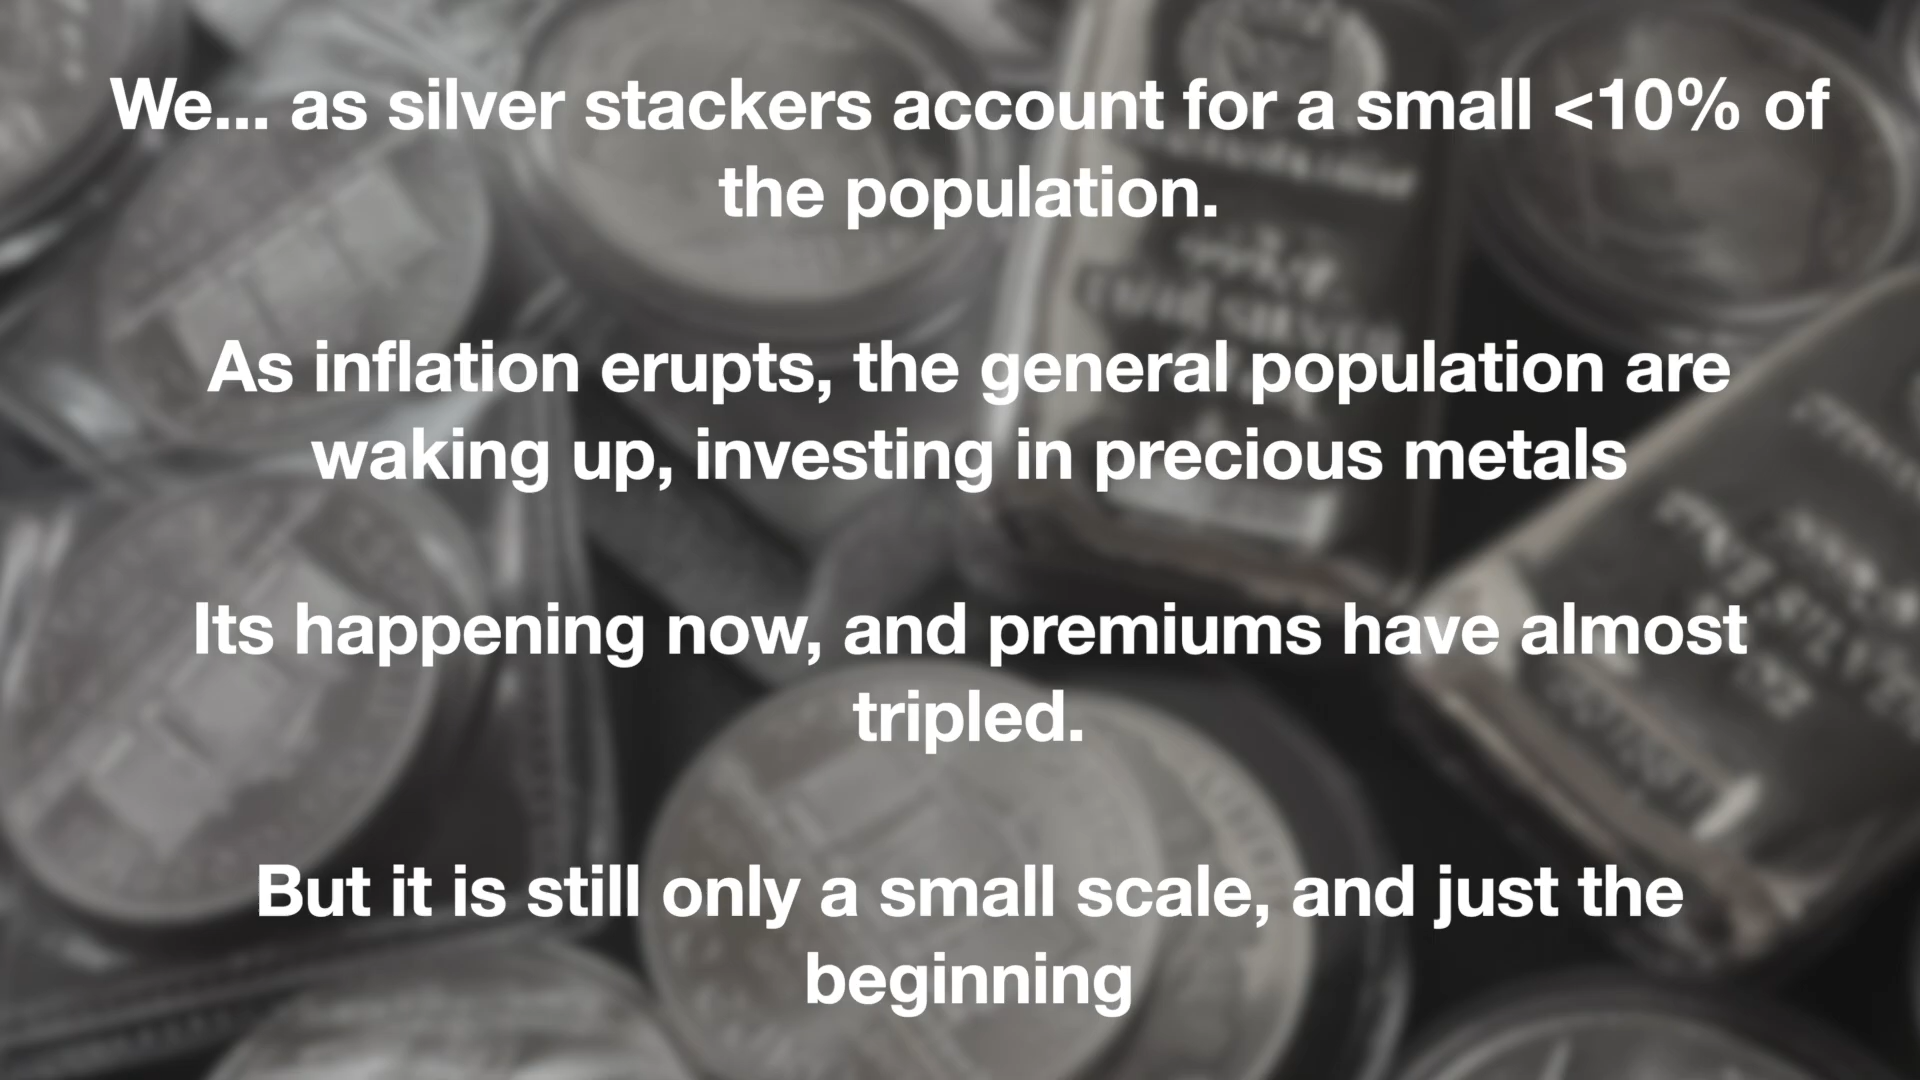 We... as silver stackers account for a small <10% of
the population.
As inflation erupts, the general population are
waking up, investing in precious metals
Its happening now, and premiums have almost
tripled.
But it is still only a small scale, and just the
beginning